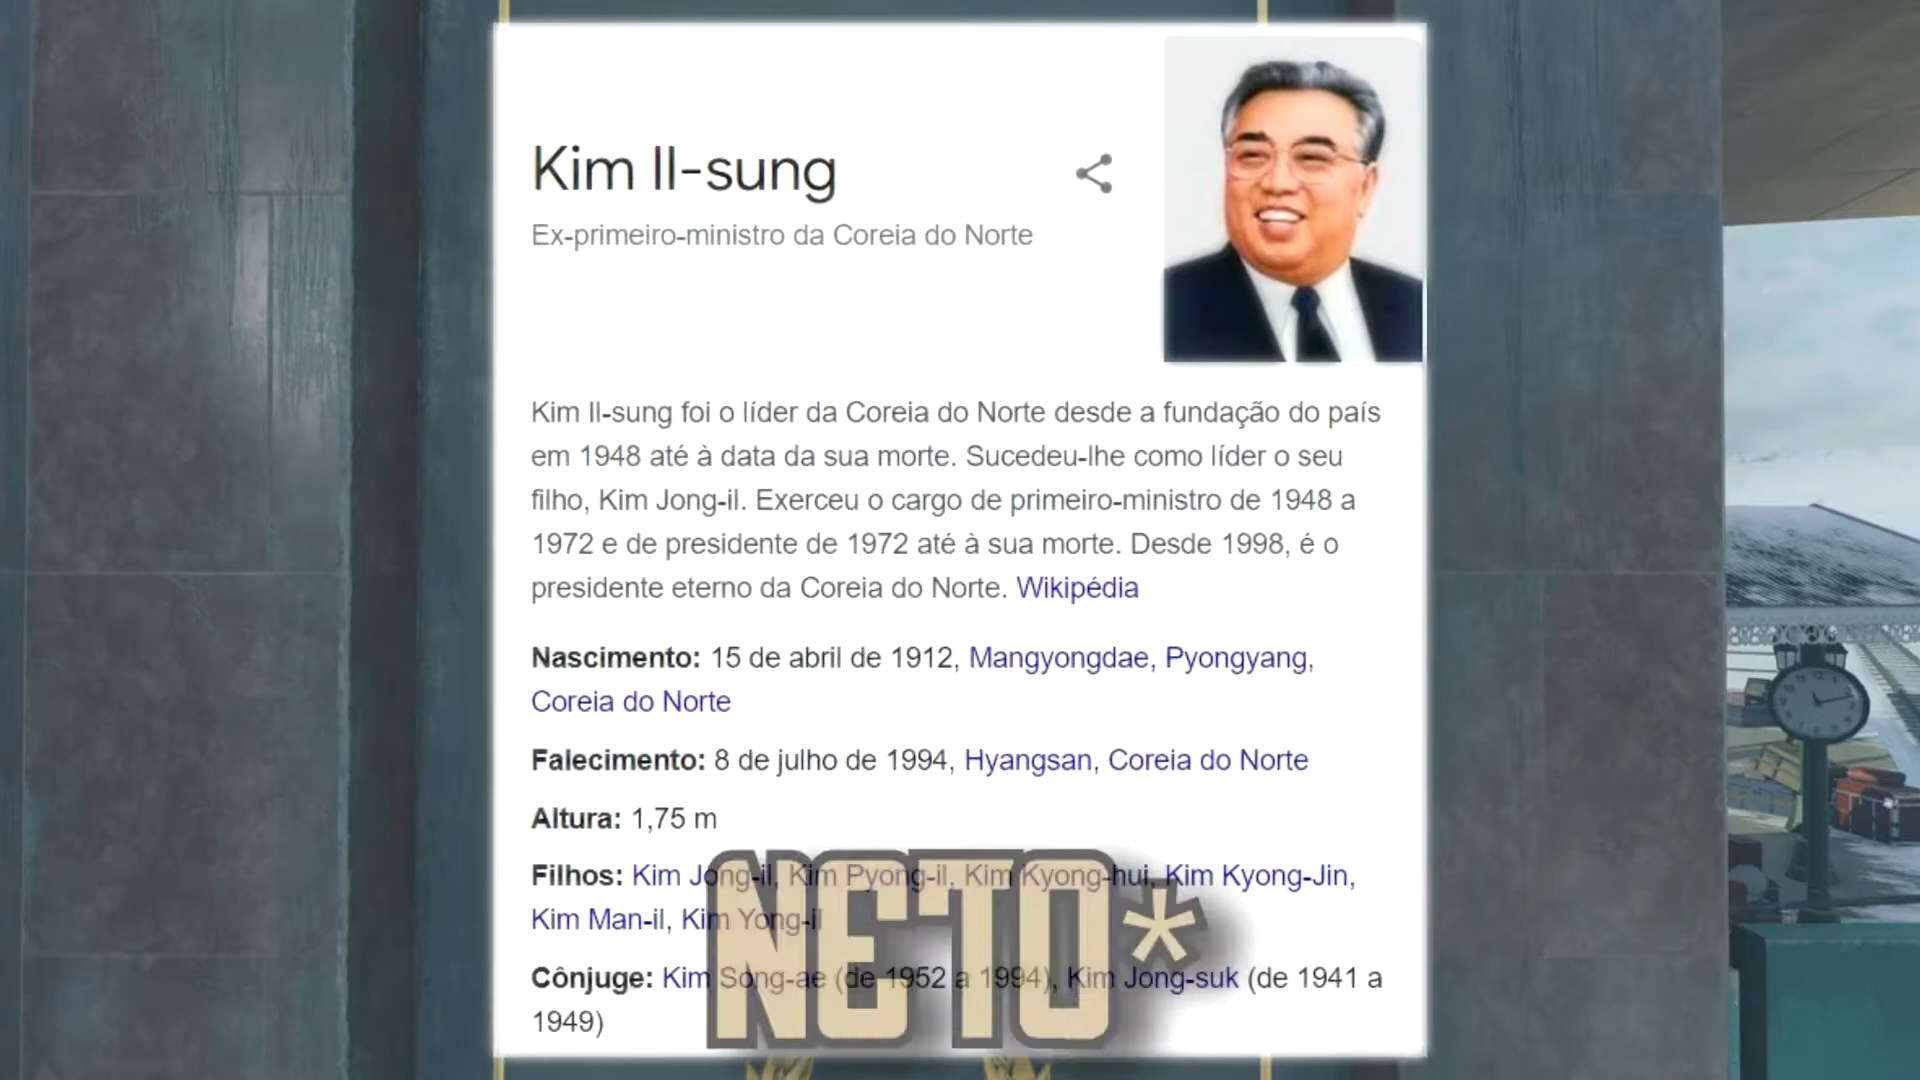 Kim Il-sung
Ex-primeiro-ministro da Coreia do Norte
Kim Il-sung foi o líder da Coreia do Norte desde a fundação do país
em 1948 até à data da sua morte. Sucedeu-lhe como líder o seu
filho, Kim Jong-il. Exerceu o cargo de primeiro-ministro de 1948 a
1972 e de presidente de 1972 até à sua morte. Desde 1998, é o
presidente eterno da Coreia do Norte. Wikipédia
Nascimento: 15 de abril de 1912, Mangyongdae, Pyongyang,
Coreia do Norte
Falecimento: 8 de julho de 1994, Hyangsan, Coreia do Norte
Altura: 1,75 m
Filhos: Kim Jong-il, Kim Pyong-il, Kim Kyong-hui, Kim Kyong-Jin,
Kim Man-il, Kim Yong-il
Cônjuge: Kim Song-ae (de 1952 a 1994), Kim Jong-suk (de 1941 a
1949)
NETO*